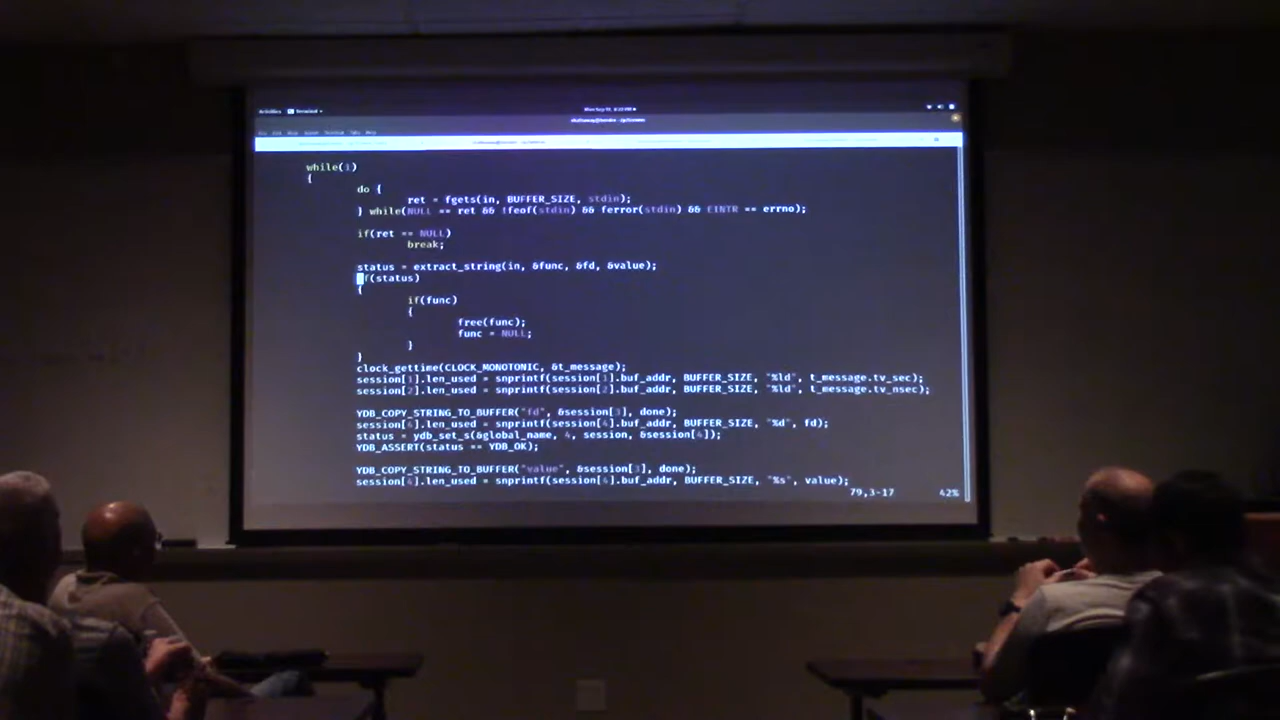 Activities Terminal
while(1)
{
do {
ret = fgets(in, BUFFER_SIZE, stdin);
} while(NULL == ret && !feof(stdin) && ferror(stdin) && EINTR == errno);
if(ret == NULL)
break;
status = extract_string(in, &func, &fd, &value);
if(status)
{
if(func)
{
free(func);
func = NULL;
}
}
clock_gettime(CLOCK_MONOTONIC, &t_message);
session[1].len_used = snprintf(session[1].buf_addr, BUFFER_SIZE, "%ld", t_message.tv_sec);
session[2].len_used = snprintf(session[2].buf_addr, BUFFER_SIZE, "%ld", t_message.tv_nsec);
YDB_COPY_STRING_TO_BUFFER("fd", &session[3], done);
session[4].len_used = snprintf(session[4].buf_addr, BUFFER_SIZE, "%d", fd);
status = ydb_set_s(&global_name, 4, session, &session[4]);
YDB_ASSERT(status == YDB_OK);
YDB_COPY_STRING_TO_BUFFER("value", &session[3], done);
session[4].len_used = snprintf(session[4].buf_addr, BUFFER_SIZE, "%s", value);
79,3-17 42%